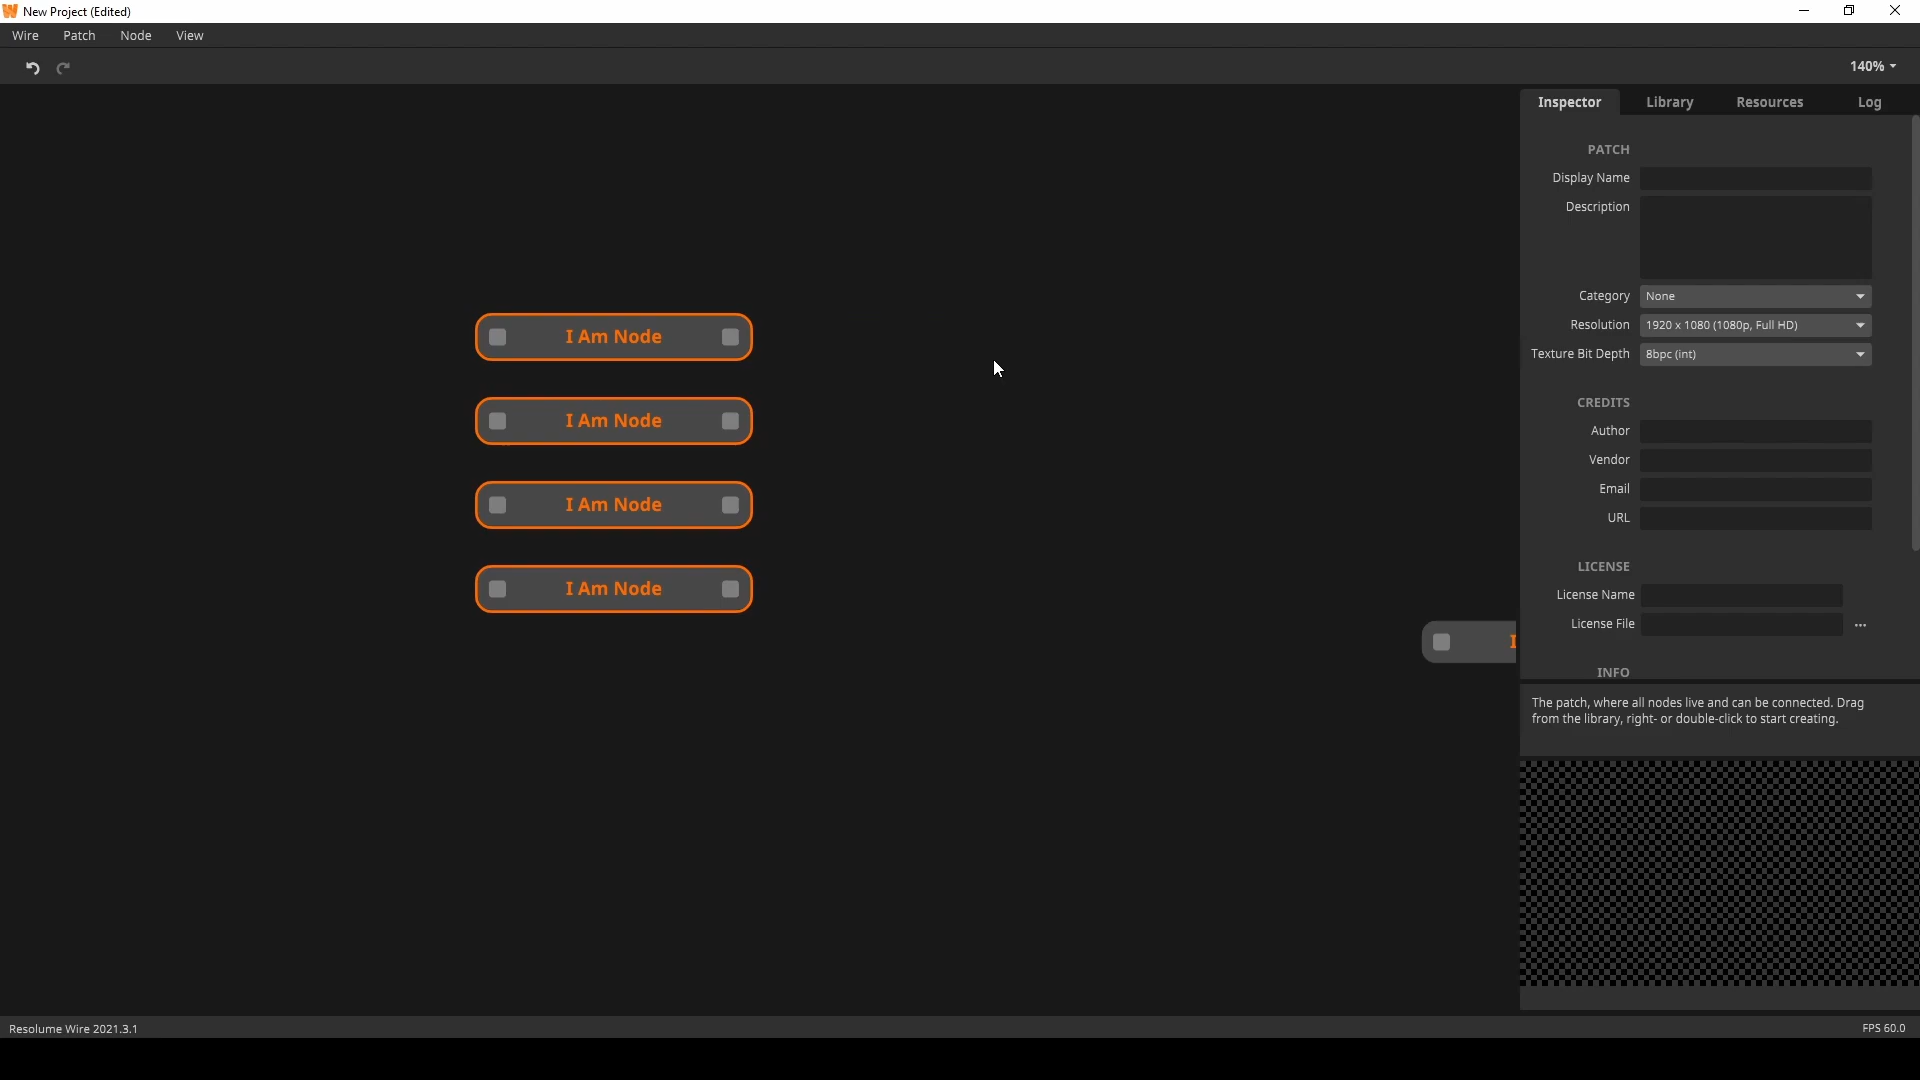 New Project (Edited)
Wire Patch Node View
140%
Inspector Library Resources Log
PATCH
Display Name
Description
Category None
Resolution 1920 x 1080 (1080p, Full HD)
Texture Bit Depth 8bpc (int)
CREDITS
Author
Vendor
Email
URL
LICENSE
License Name
License File ...
INFO
The patch, where all nodes live and can be connected. Drag
from the library, right- or double-click to start creating.
I Am Node
I Am Node
I Am Node
I Am Node
I
Resolume Wire 2021.3.1
FPS 60.0